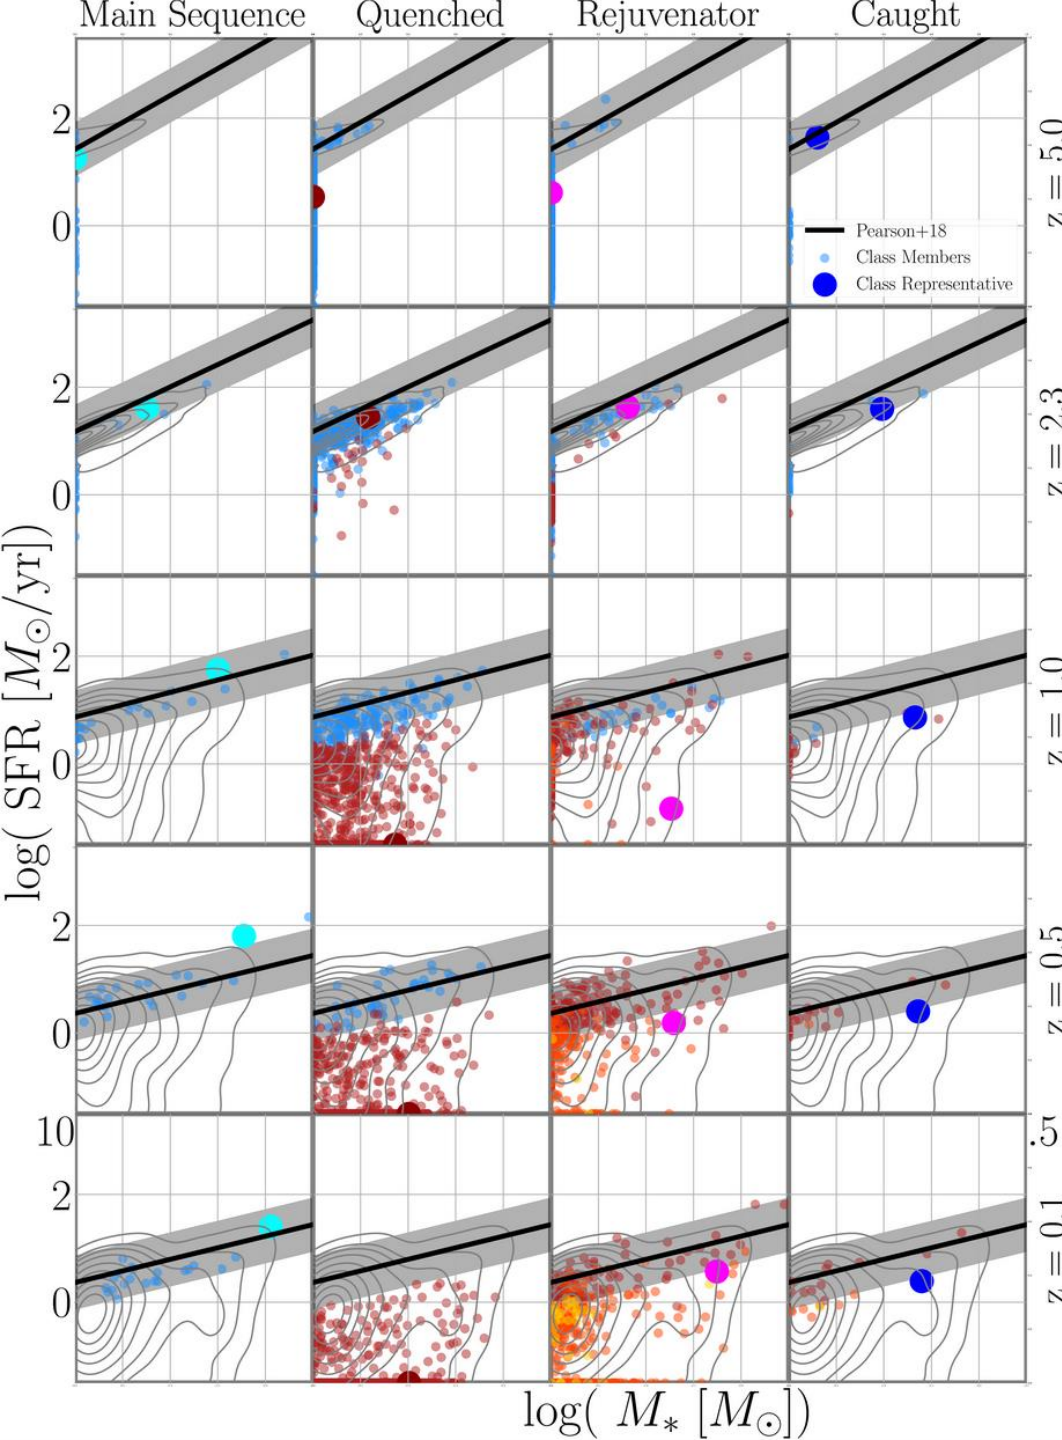 Main Sequence Quenched Rejuvenator Caught
2
0
z = 5.0
Pearson+18
Class Members
Class Representative
2
0
z = 2.3
2
0
z = 1.0
log( SFR [M⊙/yr])
2
0
z = 0.5
10
2
0
.5
z = 0.1
log( M* [M⊙])